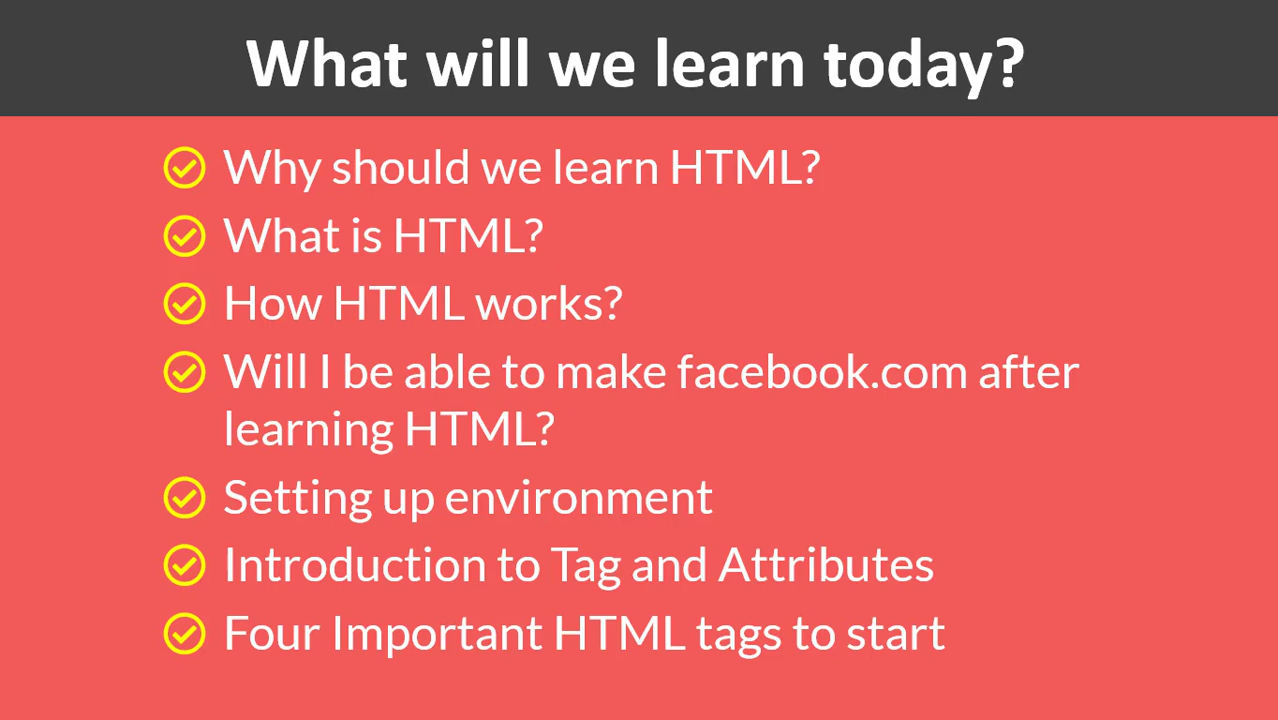 What will we learn today?
Why should we learn HTML?
What is HTML?
How HTML works?
Will I be able to make facebook.com after
learning HTML?
Setting up environment
Introduction to Tag and Attributes
Four Important HTML tags to start